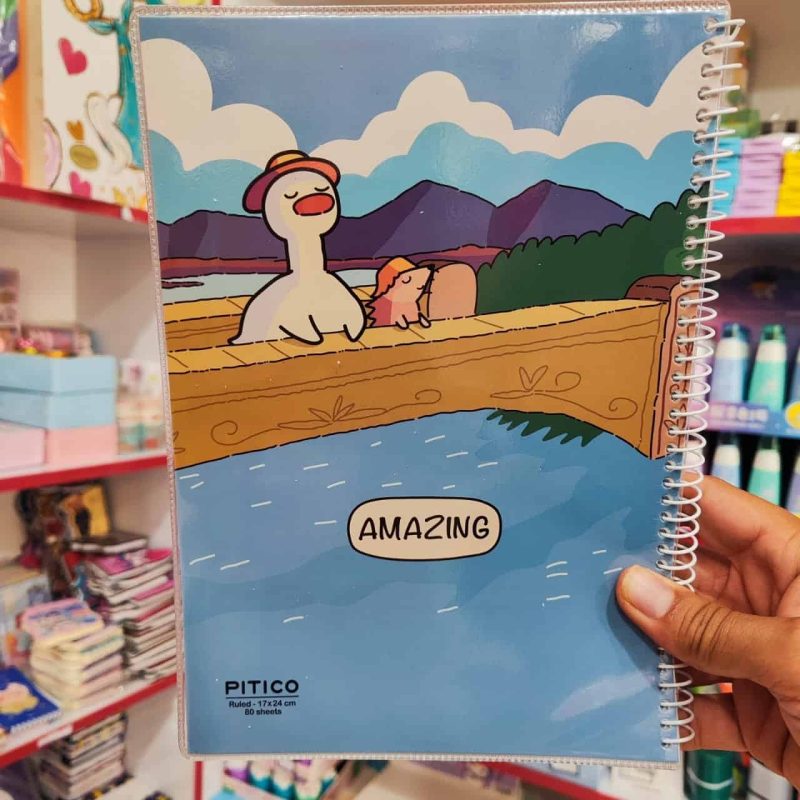 AMAZING
PITICO
Ruled - 17x24 cm
80 sheets